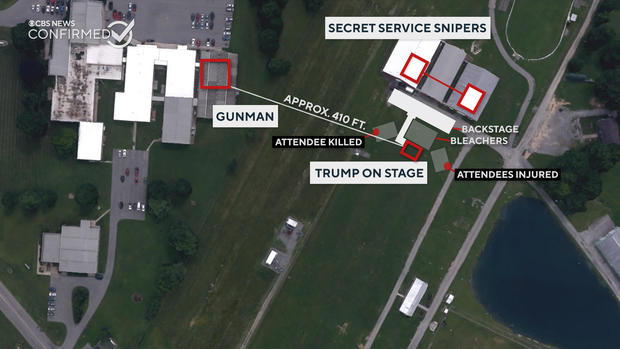 CBS NEWS
CONFIRMED
SECRET SERVICE SNIPERS
GUNMAN
APPROX. 410 FT.
ATTENDEE KILLED
BACKSTAGE
BLEACHERS
TRUMP ON STAGE
ATTENDEES INJURED